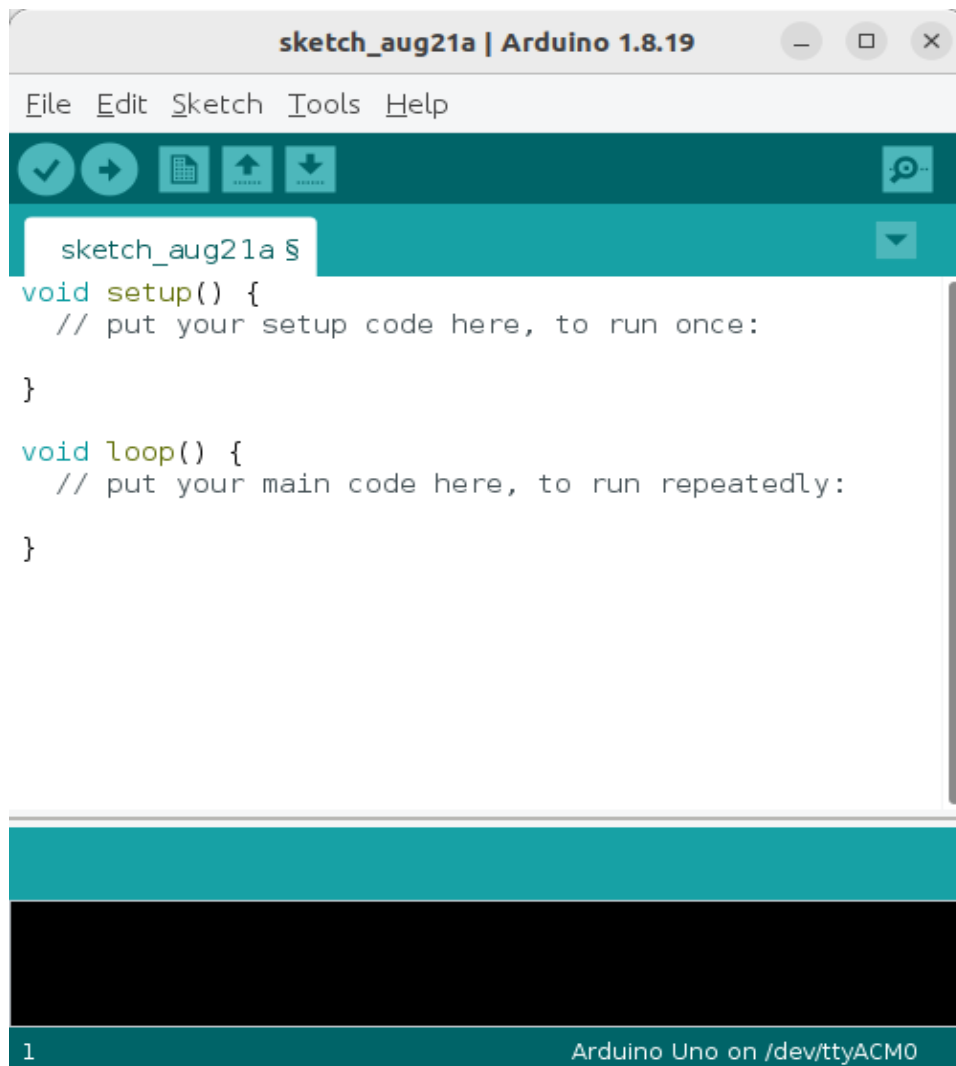 sketch_aug21a | Arduino 1.8.19
File Edit Sketch Tools Help
sketch_aug21a §
void setup() {
  // put your setup code here, to run once:
}
void loop() {
  // put your main code here, to run repeatedly:
}
1 Arduino Uno on /dev/ttyACM0